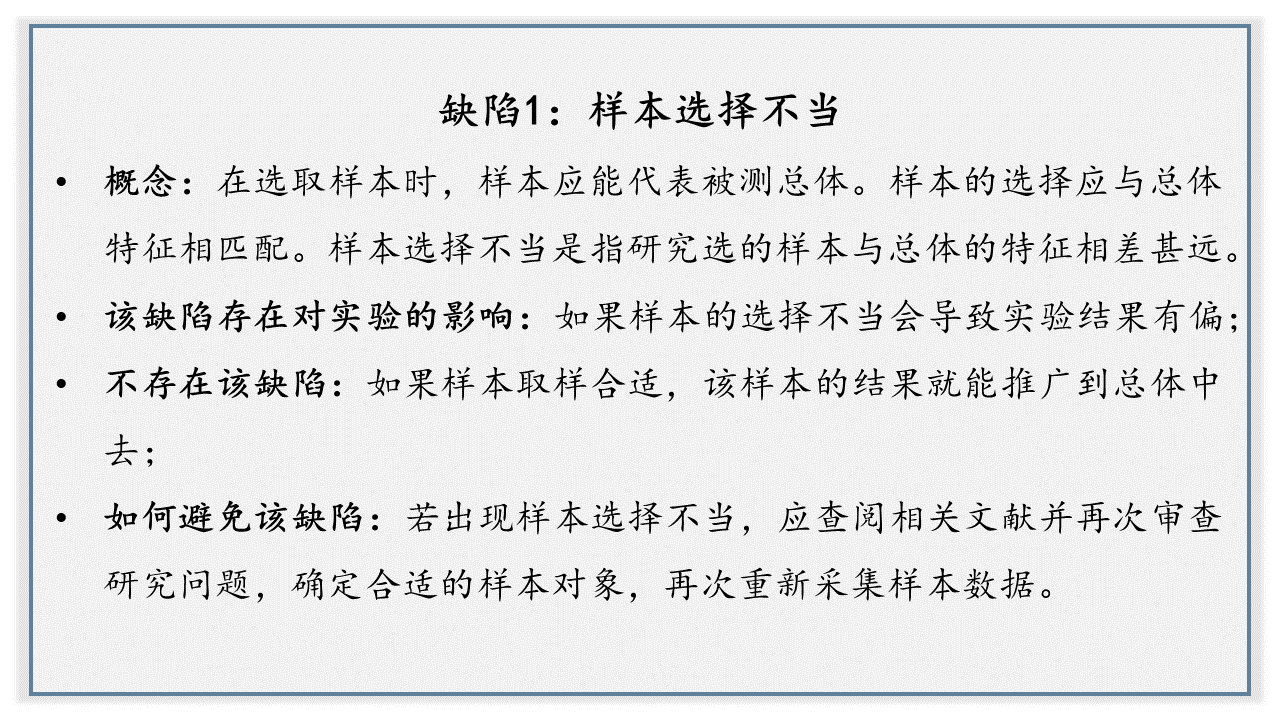 缺陷1：样本选择不当
• 概念：在选取样本时，样本应能代表被测总体。样本的选择应与总体
特征相匹配。样本选择不当是指研究选的样本与总体的特征相差甚远。
• 该缺陷存在对实验的影响：如果样本的选择不当会导致实验结果有偏；
• 不存在该缺陷：如果样本取样合适，该样本的结果就能推广到总体中
去；
• 如何避免该缺陷：若出现样本选择不当，应查阅相关文献并再次审查
研究问题，确定合适的样本对象，再次重新采集样本数据。